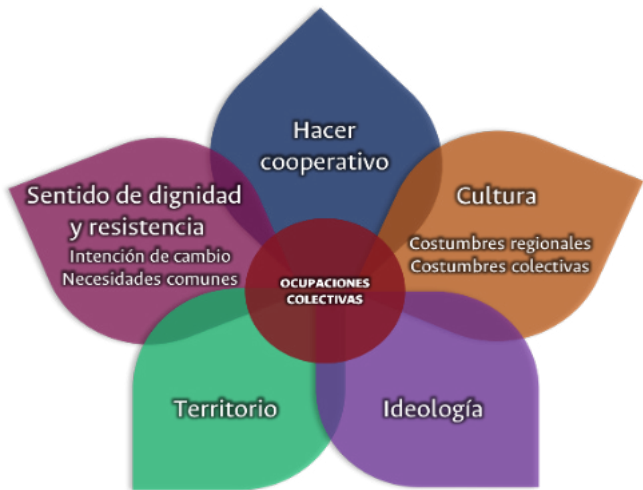 Hacer
cooperativo
Sentido de dignidad
y resistencia
Intención de cambio
Necesidades comunes
Cultura
Costumbres regionales
Costumbres colectivas
OCUPACIONES
COLECTIVAS
Territorio
Ideología